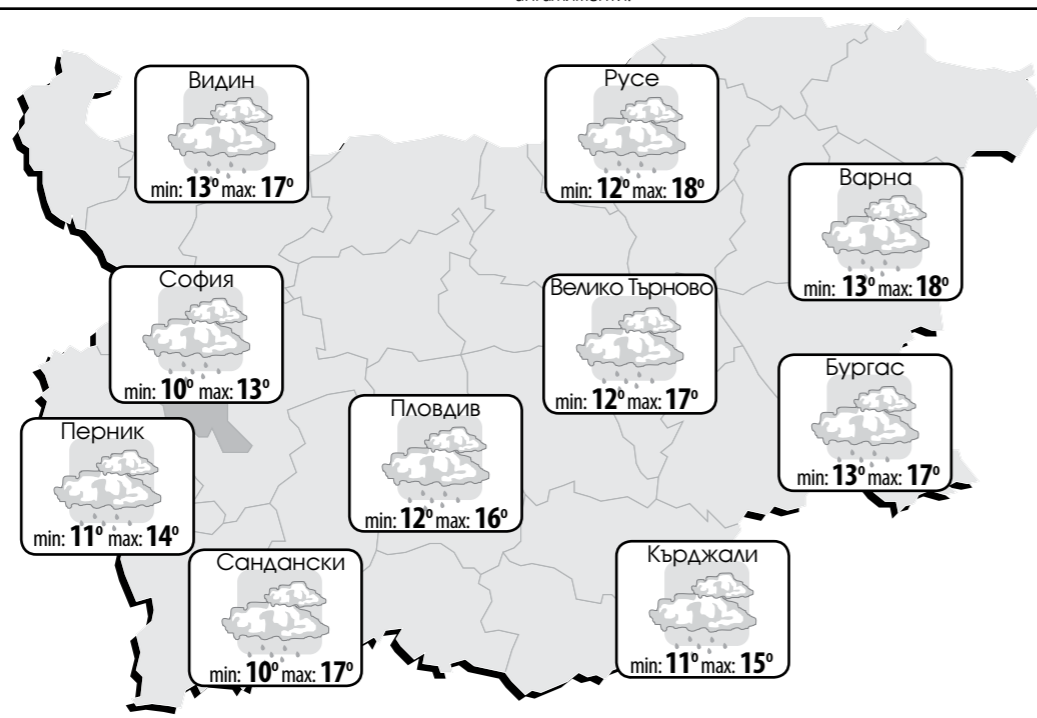 Видин
min: 13° max: 17°
Русе
min: 12° max: 18°
Варна
min: 13° max: 18°
София
min: 10° max: 13°
Велико Търново
min: 12° max: 17°
Бургас
min: 13° max: 17°
Пловдив
min: 12° max: 16°
Перник
min: 11° max: 14°
Сандански
min: 10° max: 17°
Кърджали
min: 11° max: 15°